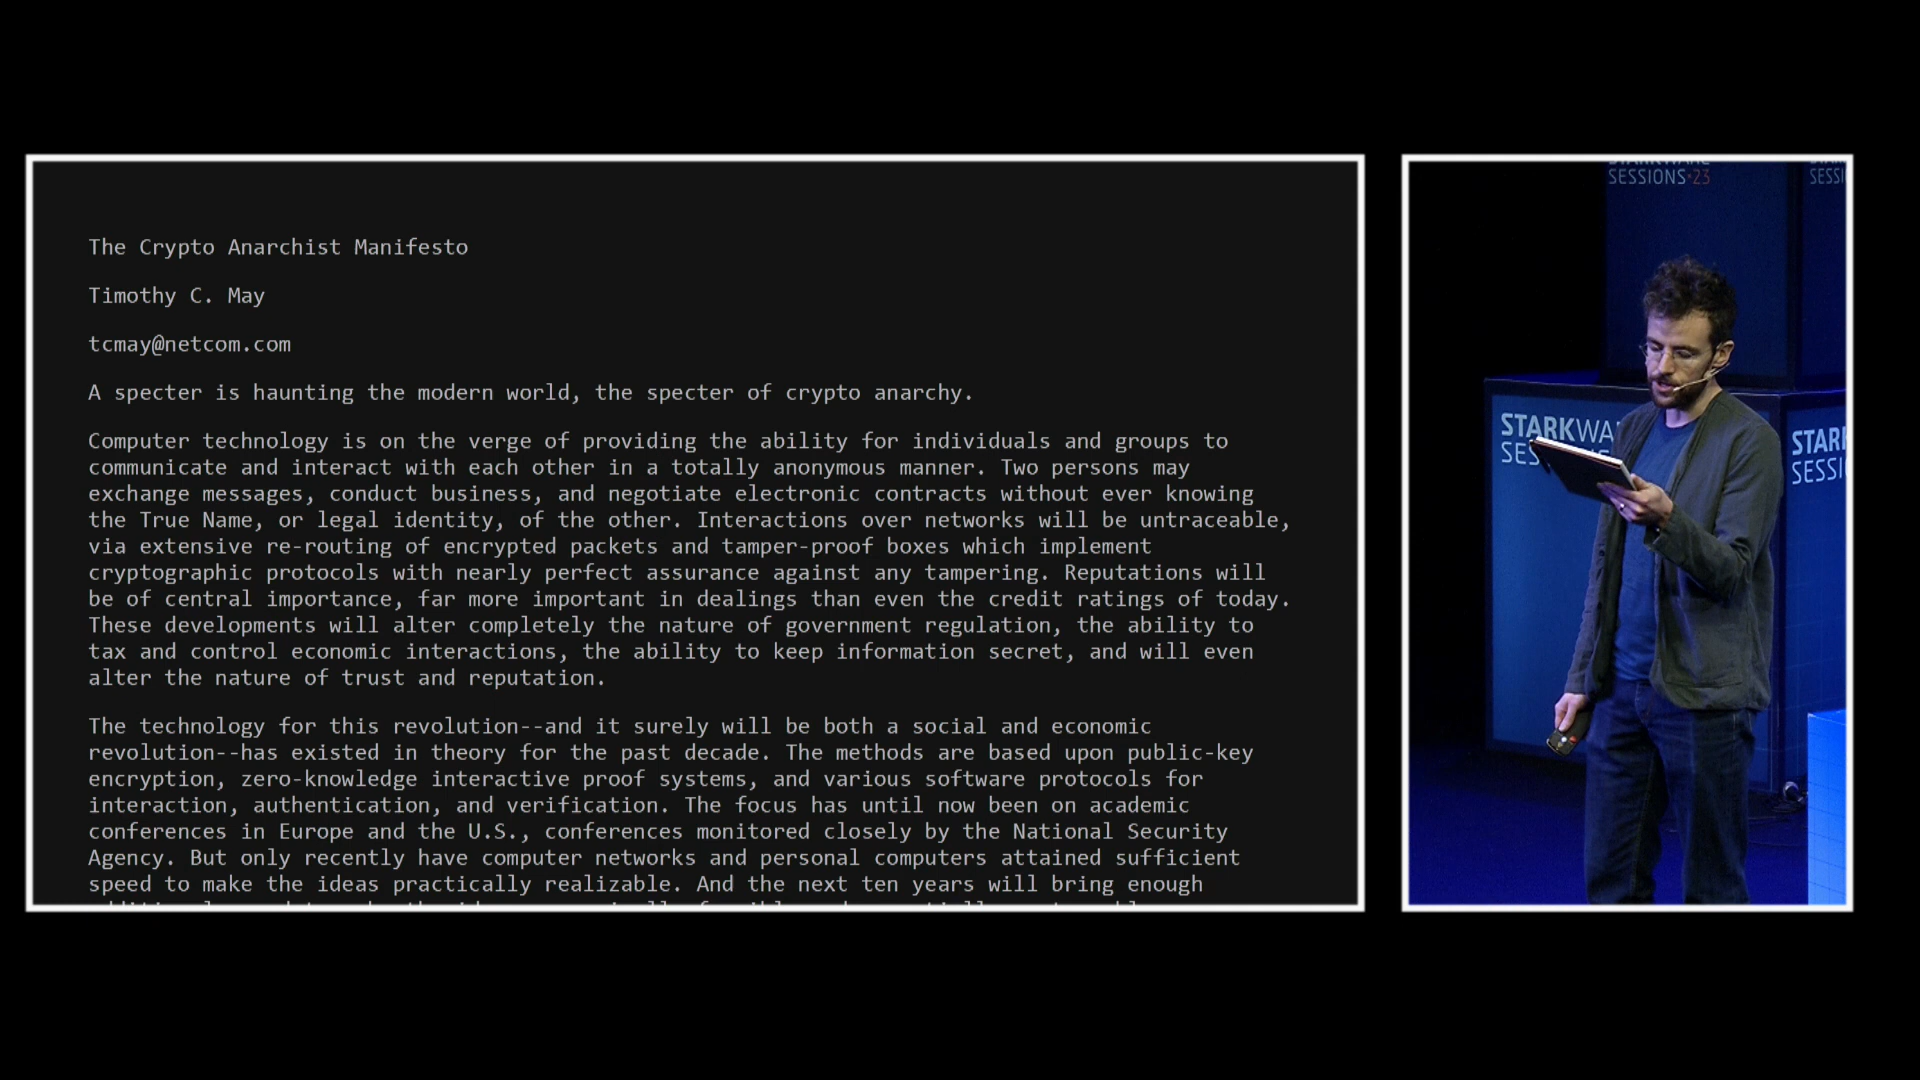 The Crypto Anarchist Manifesto
Timothy C. May
tcmay@netcom.com
A specter is haunting the modern world, the specter of crypto anarchy.
Computer technology is on the verge of providing the ability for individuals and groups to
communicate and interact with each other in a totally anonymous manner. Two persons may
exchange messages, conduct business, and negotiate electronic contracts without ever knowing
the True Name, or legal identity, of the other. Interactions over networks will be untraceable,
via extensive re-routing of encrypted packets and tamper-proof boxes which implement
cryptographic protocols with nearly perfect assurance against any tampering. Reputations will
be of central importance, far more important in dealings than even the credit ratings of today.
These developments will alter completely the nature of government regulation, the ability to
tax and control economic interactions, the ability to keep information secret, and will even
alter the nature of trust and reputation.
The technology for this revolution--and it surely will be both a social and economic
revolution--has existed in theory for the past decade. The methods are based upon public-key
encryption, zero-knowledge interactive proof systems, and various software protocols for
interaction, authentication, and verification. The focus has until now been on academic
conferences in Europe and the U.S., conferences monitored closely by the National Security
Agency. But only recently have computer networks and personal computers attained sufficient
speed to make the ideas practically realizable. And the next ten years will bring enough
SESSIONS·23
SESSI
STARKWA
SES
STAR
SESSI